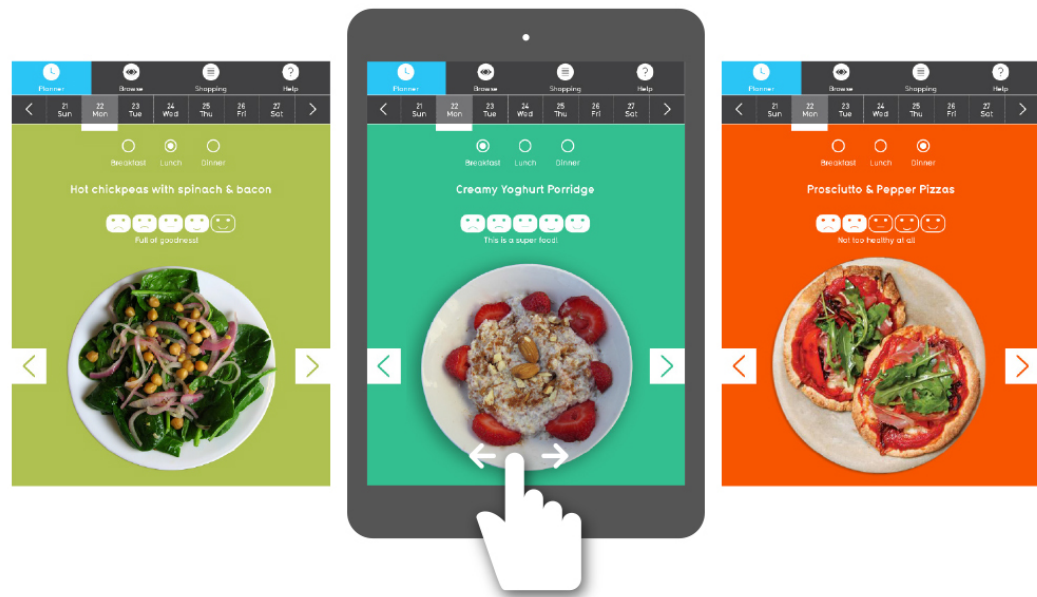 Planner Browse Shopping Help
21 Sun 22 Mon 23 Tue 24 Wed 25 Thu 26 Fri 27 Sat
Breakfast Lunch Dinner
Hot chickpeas with spinach & bacon
Full of goodness!
Planner Browse Shopping Help
21 Sun 22 Mon 23 Tue 24 Wed 25 Thu 26 Fri 27 Sat
Breakfast Lunch Dinner
Creamy Yoghurt Porridge
This is a super food!
Planner Browse Shopping Help
21 Sun 22 Mon 23 Tue 24 Wed 25 Thu 26 Fri 27 Sat
Breakfast Lunch Dinner
Prosciutto & Pepper Pizzas
Not too healthy at all